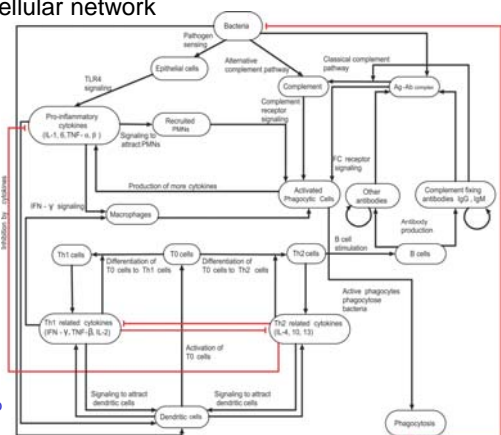 ellular network
Bacteria
Pathogen
sensing
Epithelial cells
Alternative
complement pathway
Classical complement
pathway
TLR4
signaling
Complement
Ag-Ab complex
Pro-inflammatory
cytokines
(IL-1, 6, TNF- α, β )
Signaling to
attract PMNs
Recruited
PMNs
Complement
receptor
signaling
FC receptor
signaling
Production of more cytokines
Activated
Phagocytic Cells
Other
antibodies
Complement fixing
antibodies IgG , IgM
IFN - γ signaling
Macrophages
Inhibition by cytokines
Antibody
production
Th1 cells
Differentiation of
T0 cells to Th1 cells
T0 cells
Differentiation of
T0 cells to Th2 cells
Th2 cells
B cell
stimulation
B cells
Th1 related cytokines
(IFN - γ, TNF-β, IL-2)
Th2 related cytokines
(IL-4, 10, 13)
Active phagocytes
phagocytose
bacteria
Activation of
T0 cells
Signaling to attract
dendritic cells
Signaling to attract
dendritic cells
Dendritic cells
Phagocytosis